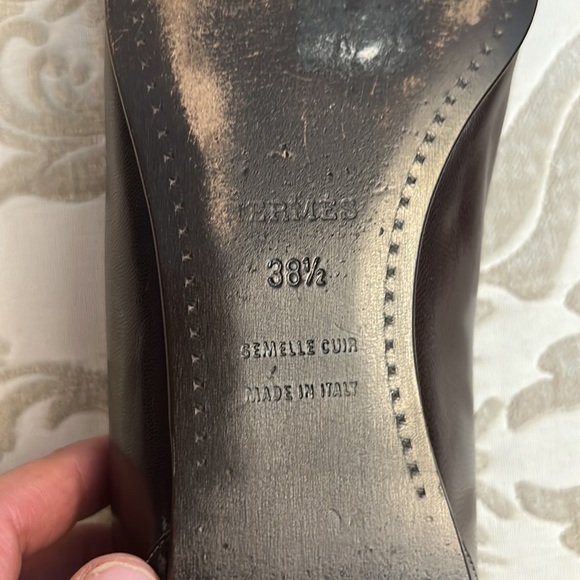 HERMES
38½
SEMELLE CUIR
MADE IN ITALY